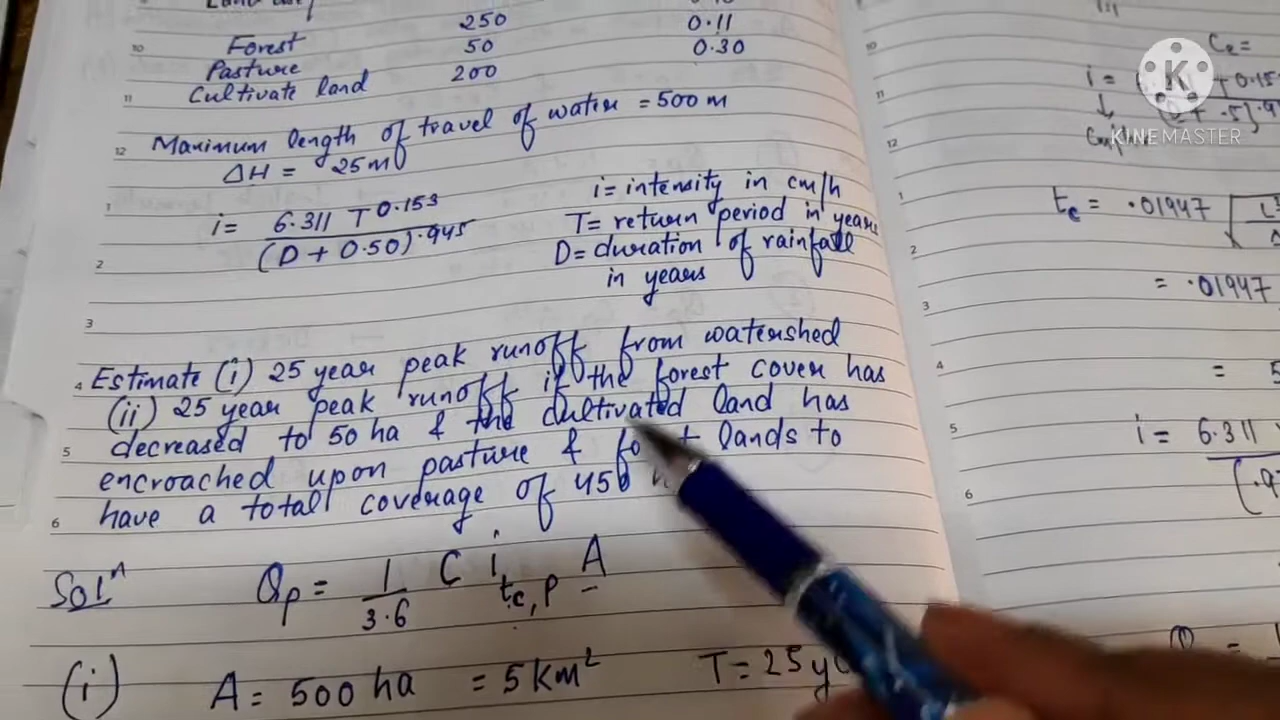 250
Forest 50 0.11
Pasture 200 0.30
Cultivate land
Maximum length of travel of water = 500 m
ΔH = 25 m
i = 6.311 T^0.153 / (D + 0.50)^.945
i = intensity in cm/h
T = return period in years
D = duration of rainfall
in years
Estimate (i) 25 year peak runoff from watershed
(ii) 25 year peak runoff if the forest cover has
decreased to 50 ha & the cultivated land has
encroached upon pasture & lands to
have a total coverage of 450
Solⁿ Qp = 1/3.6 C i tc,p A
(i) A = 500 ha = 5 km² T = 25
Ce =
i =
tc = .01947
= .01947
=
i = 6.311
KINEMASTER